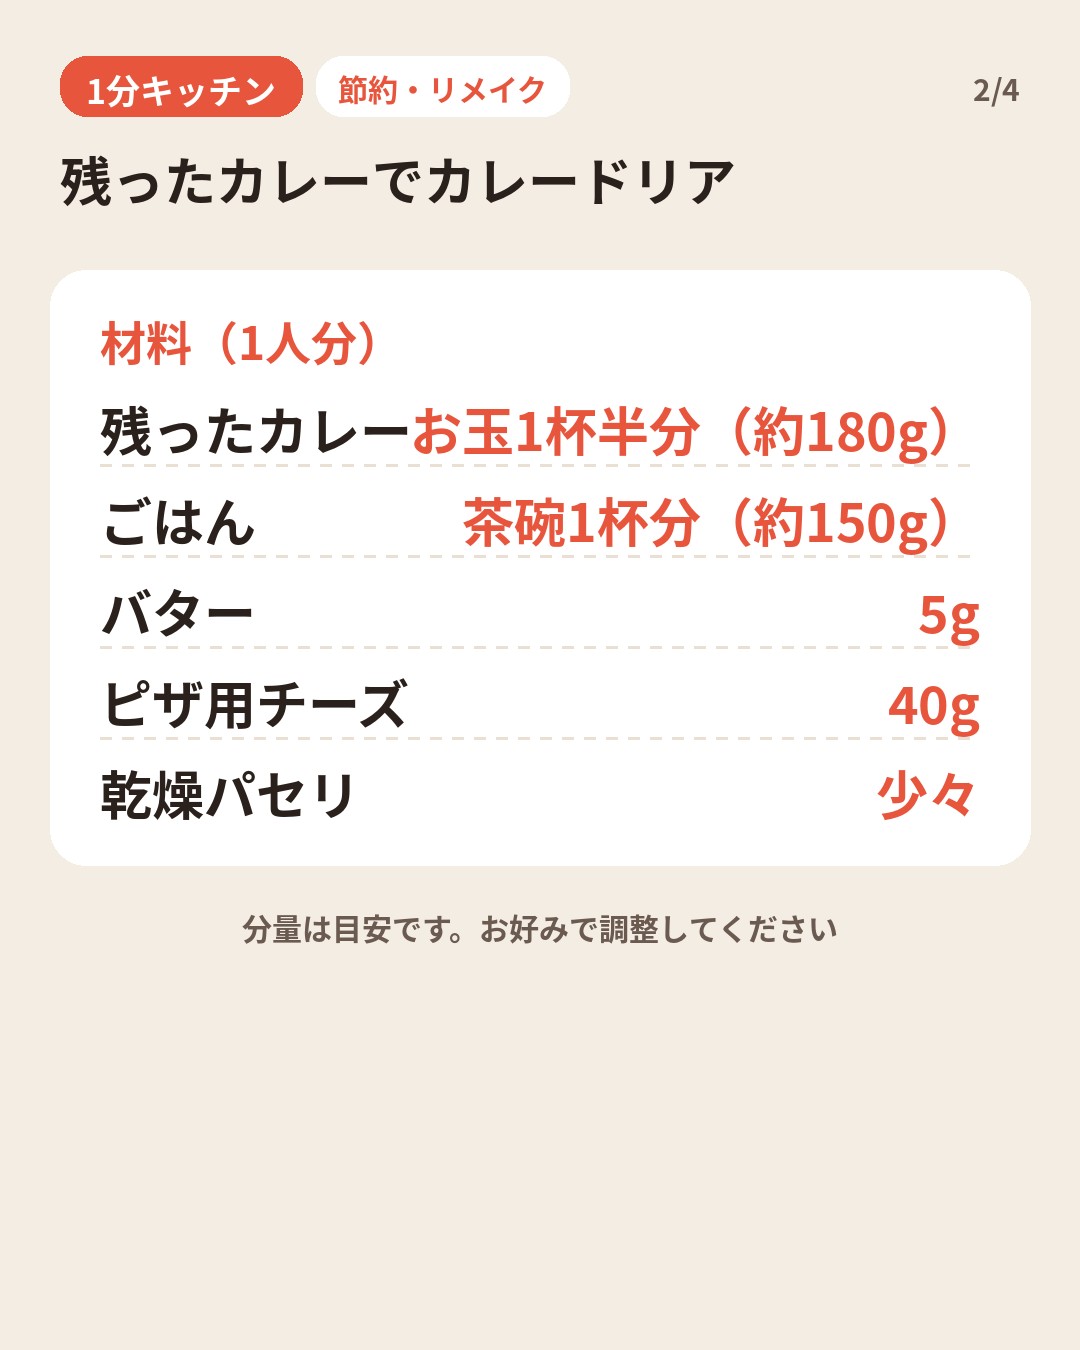 1分キッチン 節約・リメイク 2/4
残ったカレーでカレードリア
材料（1人分）
残ったカレーお玉1杯半分（約180g）
ごはん 茶碗1杯分（約150g）
バター 5g
ピザ用チーズ 40g
乾燥パセリ 少々
分量は目安です。お好みで調整してください